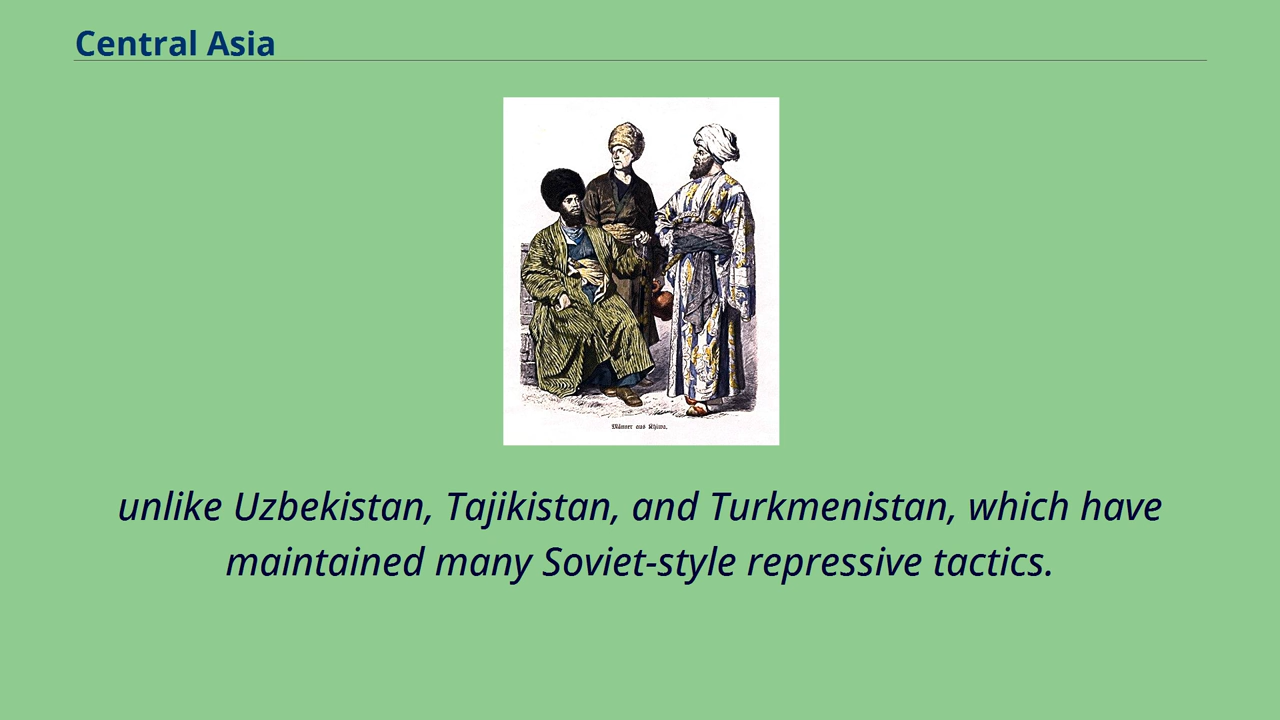 Central Asia
Männer aus Khiwa.
unlike Uzbekistan, Tajikistan, and Turkmenistan, which have
maintained many Soviet-style repressive tactics.